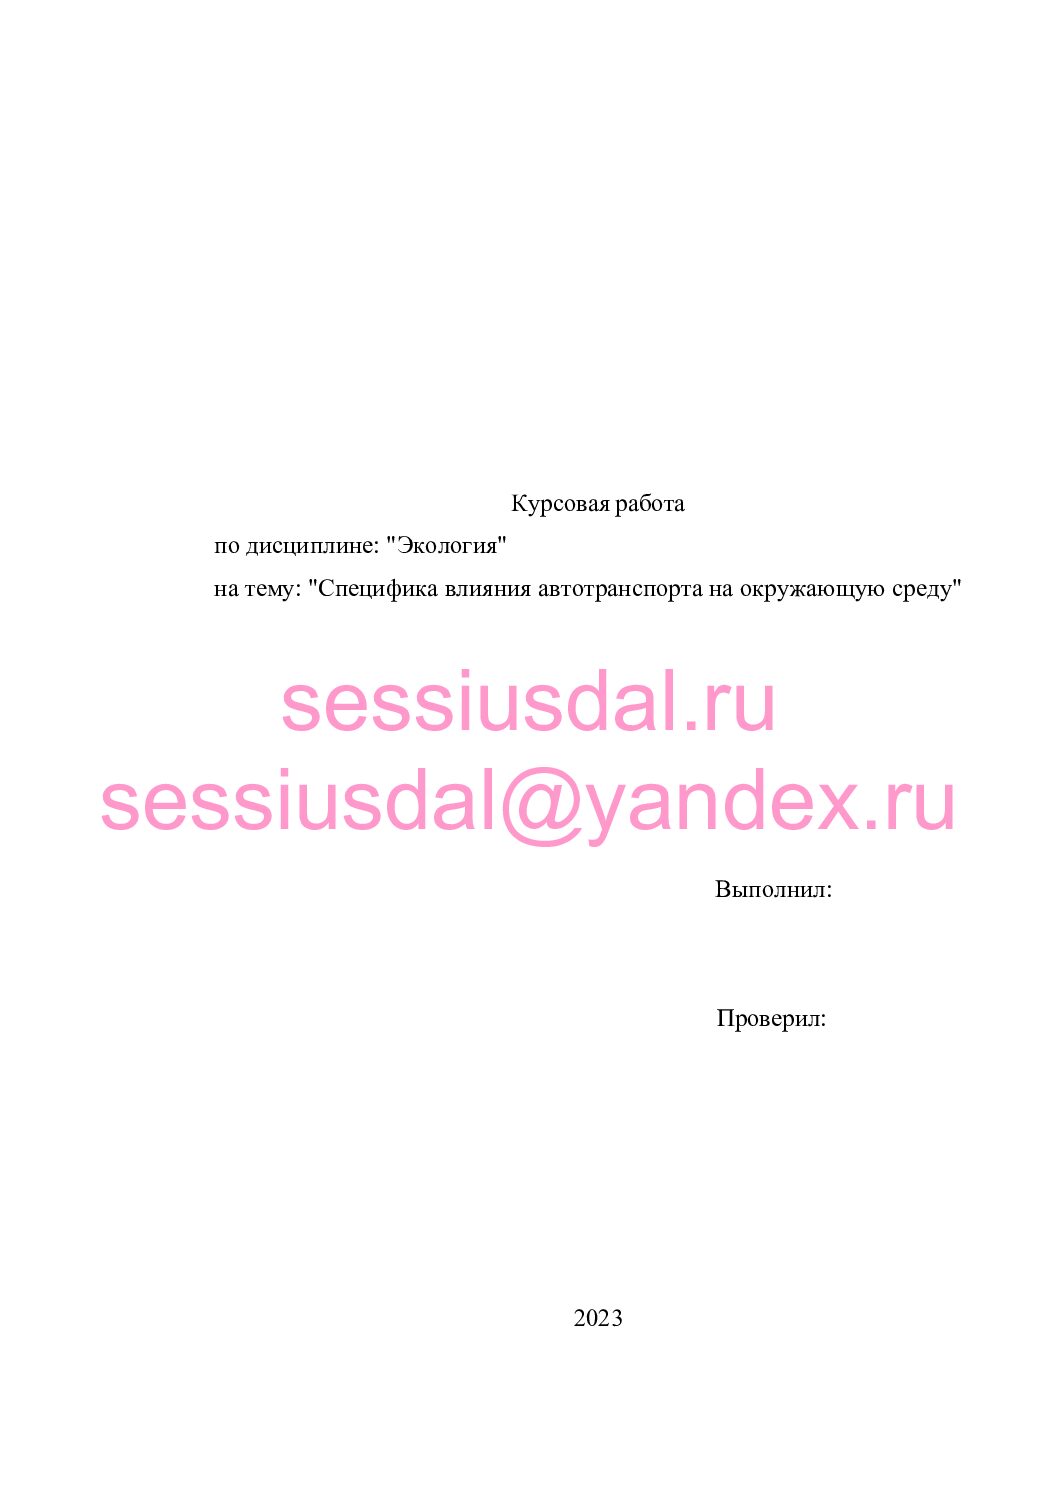 Курсовая работа
по дисциплине: "Экология"
на тему: "Специфика влияния автотранспорта на окружающую среду"
sessiusdal.ru
sessiusdal@yandex.ru
Выполнил:
Проверил:
2023